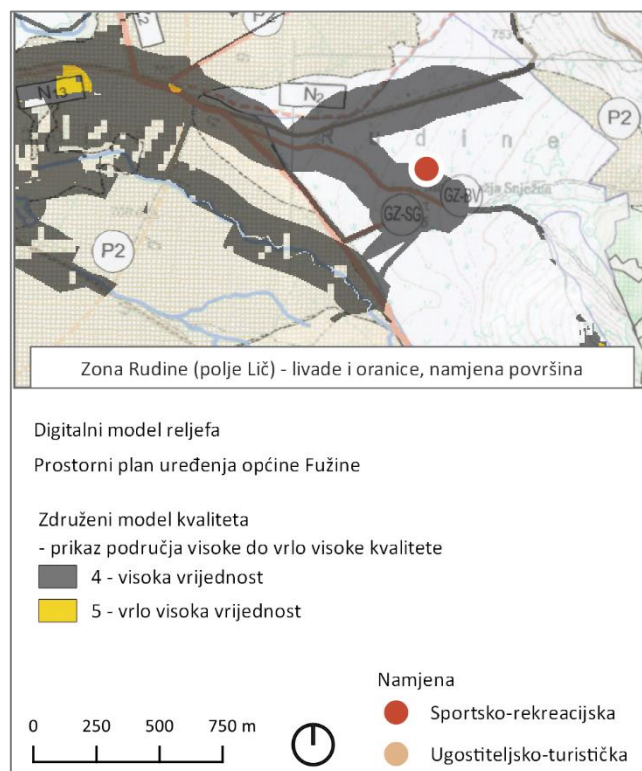 P
753
N13
N2
P2
R u d i n e
GZ-BV
GZ-SG
P2
Zona Rudine (polje Lič) - livade i oranice, namjena površina
Digitalni model reljefa
Prostorni plan uređenja općine Fužine
Združeni model kvaliteta
- prikaz područja visoke do vrlo visoke kvalitete
4 - visoka vrijednost
5 - vrlo visoka vrijednost
Namjena
0 250 500 750 m
Sportsko-rekreacijska
Ugostiteljsko-turistička